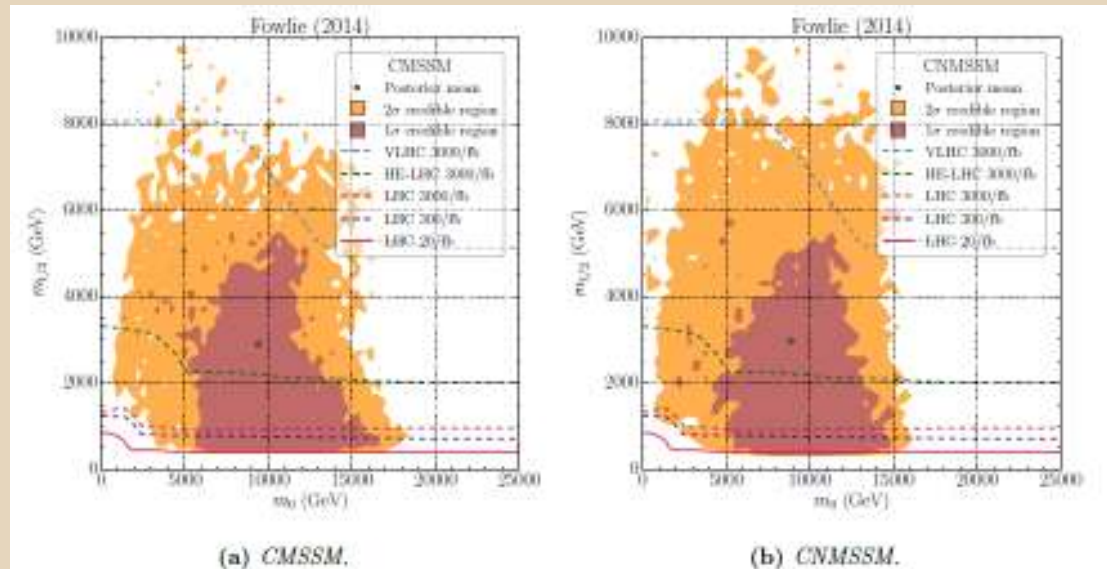 Fowlie (2014)
10000
8000
6000
4000
2000
0
m1/2 (GeV)
CMSSM
Posterior mean
2σ credible region
1σ credible region
VLHC 3000/fb
HE-LHC 3000/fb
LHC 3000/fb
LHC 300/fb
LHC 20/fb
0 5000 10000 15000 20000 25000
m0 (GeV)
(a) CMSSM.
Fowlie (2014)
10000
8000
6000
4000
2000
0
m1/2 (GeV)
CNMSSM
Posterior mean
2σ credible region
1σ credible region
VLHC 3000/fb
HE-LHC 3000/fb
LHC 3000/fb
LHC 300/fb
LHC 20/fb
0 5000 10000 15000 20000 25000
m0 (GeV)
(b) CNMSSM.